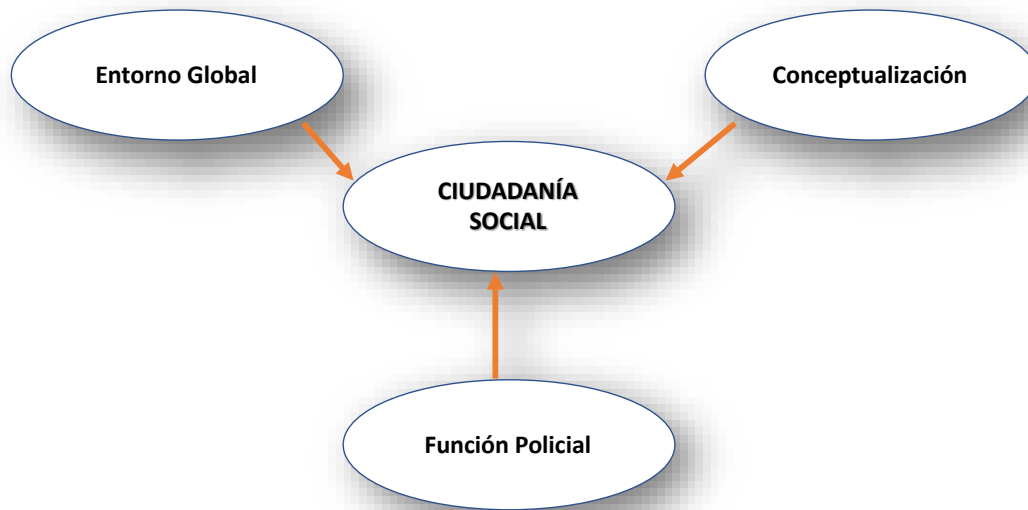 Entorno Global
Conceptualización
CIUDADANÍA
SOCIAL
Función Policial